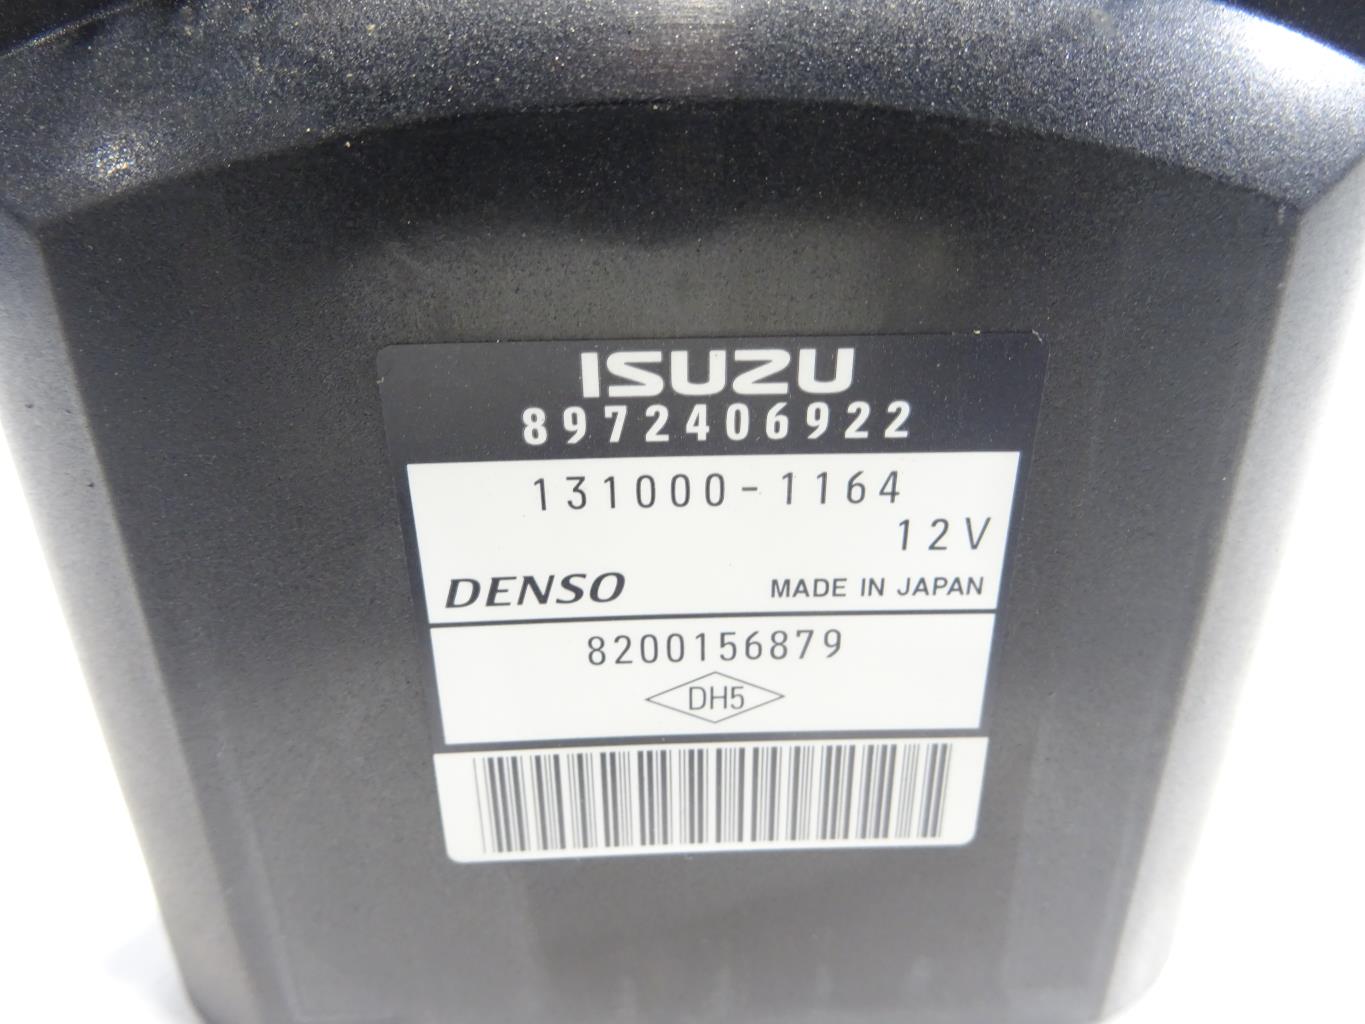 ISUZU
8972406922
131000-1164
12V
DENSO MADE IN JAPAN
8200156879
DH5